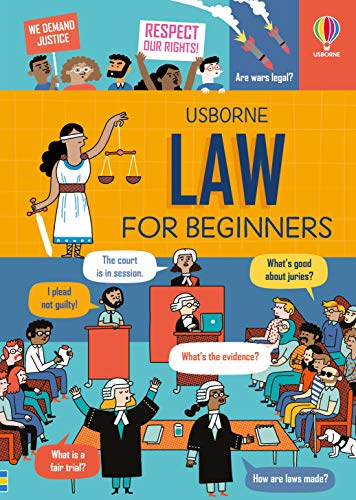 WE DEMAND
JUSTICE
RESPECT
OUR RIGHTS!
Are wars legal?
USBORNE
USBORNE
LAW
FOR BEGINNERS
The court
is in session.
What's good
about juries?
I plead
not guilty!
What's the evidence?
What is a
fair trial?
How are laws made?